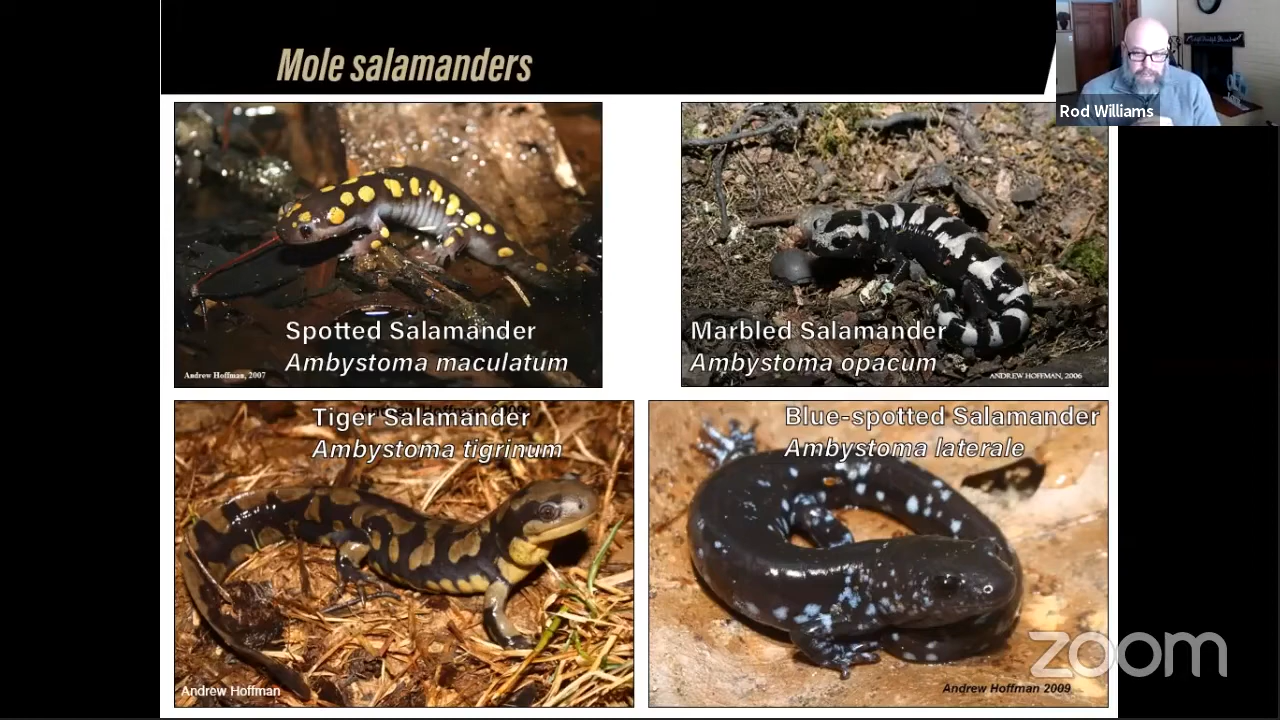 Mole salamanders
Rod Williams
Spotted Salamander
Ambystoma maculatum
Andrew Hoffman, 2007
Marbled Salamander
Ambystoma opacum
ANDREW HOFFMAN, 2006
Tiger Salamander
Ambystoma tigrinum
Andrew Hoffman
Blue-spotted Salamander
Ambystoma laterale
Andrew Hoffman 2009
zoom